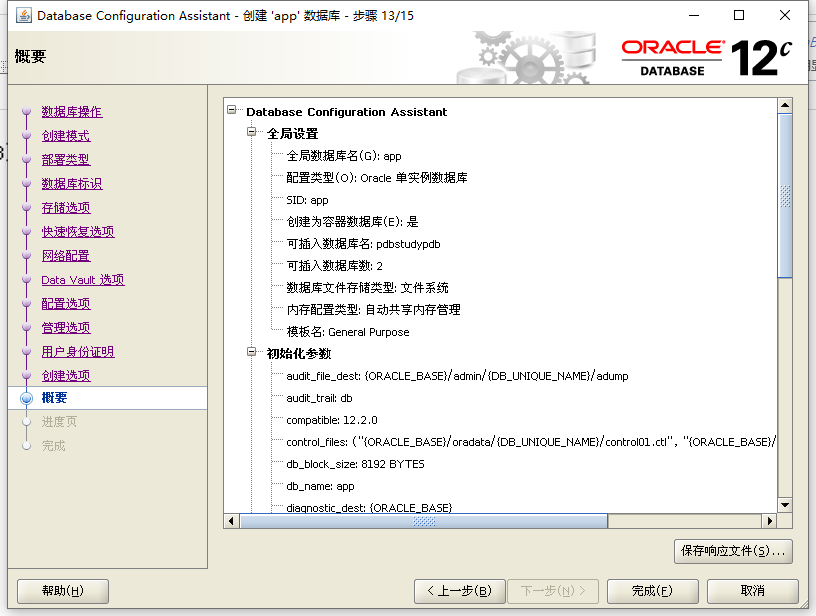 Database Configuration Assistant - 创建 'app' 数据库 - 步骤 13/15
概要
ORACLE
DATABASE
12c
数据库操作
创建模式
部署类型
数据库标识
存储选项
快速恢复选项
网络配置
Data Vault 选项
配置选项
管理选项
用户身份证明
创建选项
概要
进度页
完成
Database Configuration Assistant
全局设置
全局数据库名(G): app
配置类型(O): Oracle 单实例数据库
SID: app
创建为容器数据库(E): 是
可插入数据库名: pdbstudypdb
可插入数据库数: 2
数据库文件存储类型: 文件系统
内存配置类型: 自动共享内存管理
模板名: General Purpose
初始化参数
audit_file_dest: {ORACLE_BASE}/admin/{DB_UNIQUE_NAME}/adump
audit_trail: db
compatible: 12.2.0
control_files: ("{ORACLE_BASE}/oradata/{DB_UNIQUE_NAME}/control01.ctl", "{ORACLE_BASE}/
db_block_size: 8192 BYTES
db_name: app
diagnostic_dest: {ORACLE_BASE}
保存响应文件(S)...
帮助(H)
< 上一步(B)
下一步(N) >
完成(F)
取消